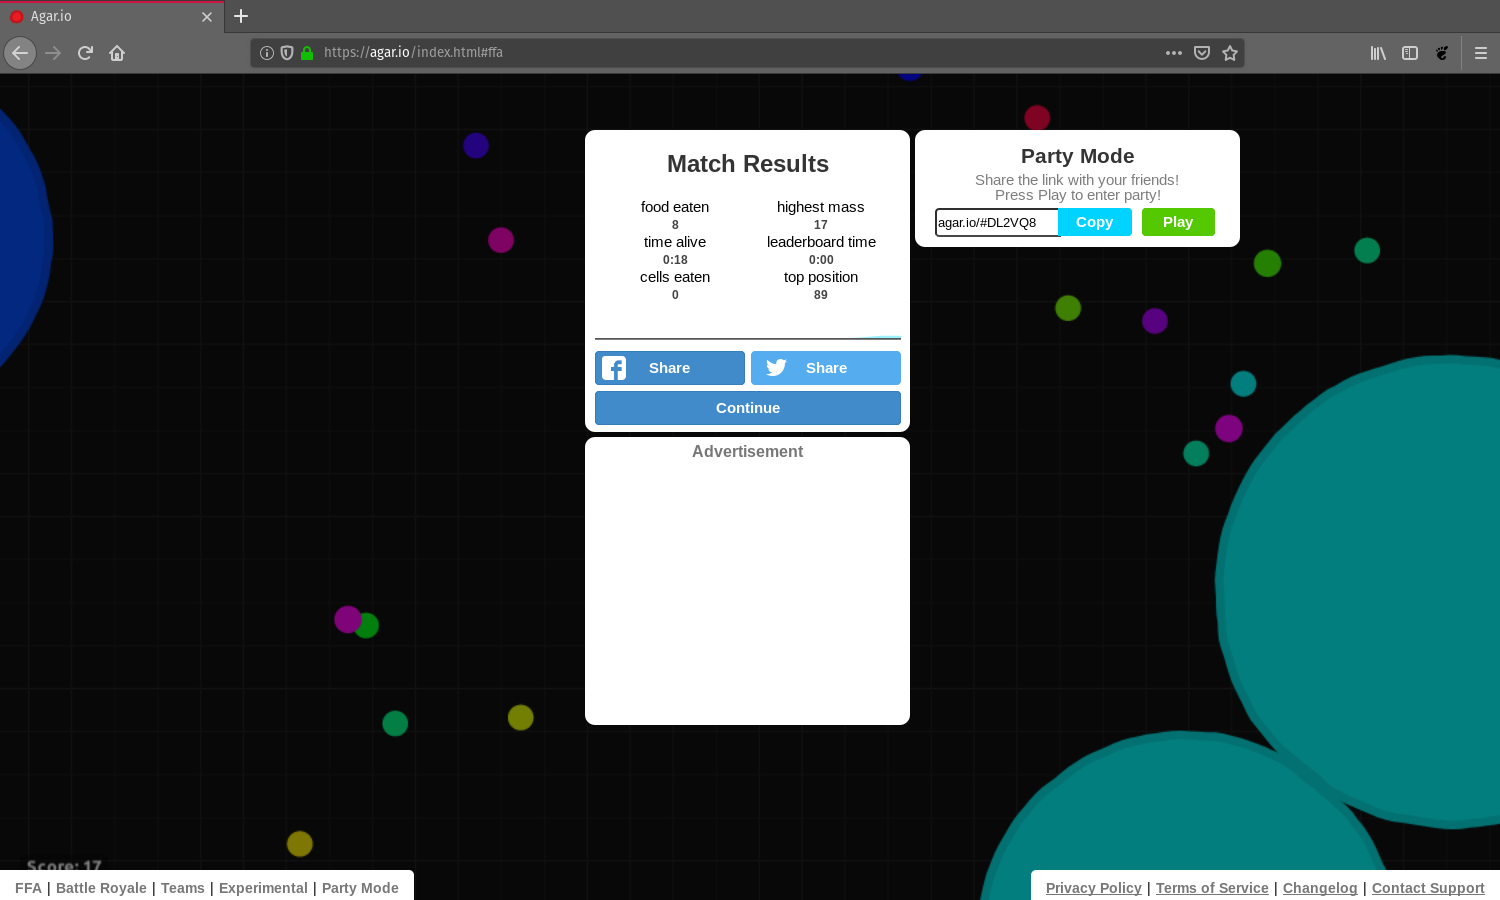 Agar.io
https://agar.io/index.html#ffa
Match Results
food eaten
8
highest mass
17
time alive
0:18
leaderboard time
0:00
cells eaten
0
top position
89
Share
Share
Continue
Advertisement
Party Mode
Share the link with your friends!
Press Play to enter party!
agar.io/#DL2VQ8
Copy
Play
Score: 17
FFA | Battle Royale | Teams | Experimental | Party Mode
Privacy Policy | Terms of Service | Changelog | Contact Support